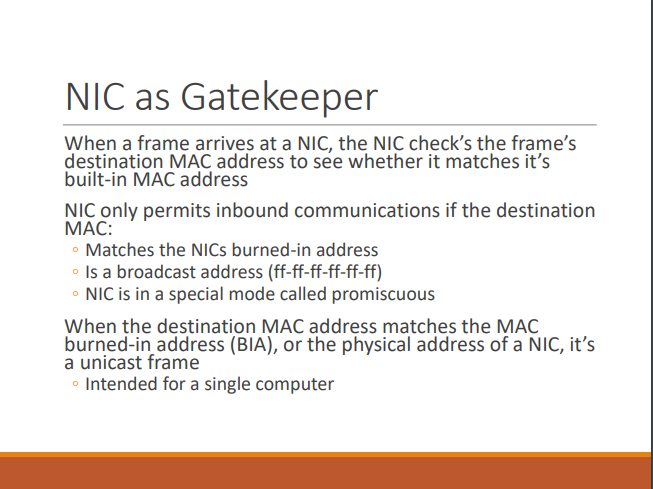 NIC as Gatekeeper
When a frame arrives at a NIC, the NIC check's the frame's
destination MAC address to see whether it matches it's
built-in MAC address
NIC only permits inbound communications if the destination
MAC:
◦ Matches the NICs burned-in address
◦ Is a broadcast address (ff-ff-ff-ff-ff-ff)
◦ NIC is in a special mode called promiscuous
When the destination MAC address matches the MAC
burned-in address (BIA), or the physical address of a NIC, it's
a unicast frame
◦ Intended for a single computer